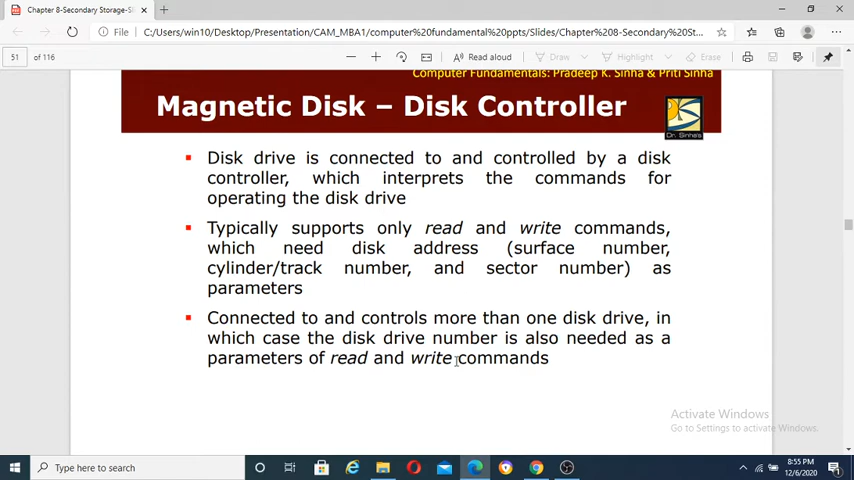 Chapter 8-Secondary Storage-S
File
C:/Users/win10/Desktop/Presentation/CAM_MBA1/computer%20fundamental%20ppts/Slides/Chapter%208-Secondary%20St...
51 of 116
Read aloud
Draw
Highlight
Erase
Computer Fundamentals: Pradeep K. Sinha & Priti Sinha
Magnetic Disk – Disk Controller
Dr. Sinha's
Disk drive is connected to and controlled by a disk
controller, which interprets the commands for
operating the disk drive
Typically supports only read and write commands,
which need disk address (surface number,
cylinder/track number, and sector number) as
parameters
Connected to and controls more than one disk drive, in
which case the disk drive number is also needed as a
parameters of read and write commands
Activate Windows
Go to Settings to activate Windows.
Type here to search
8:55 PM
12/6/2020